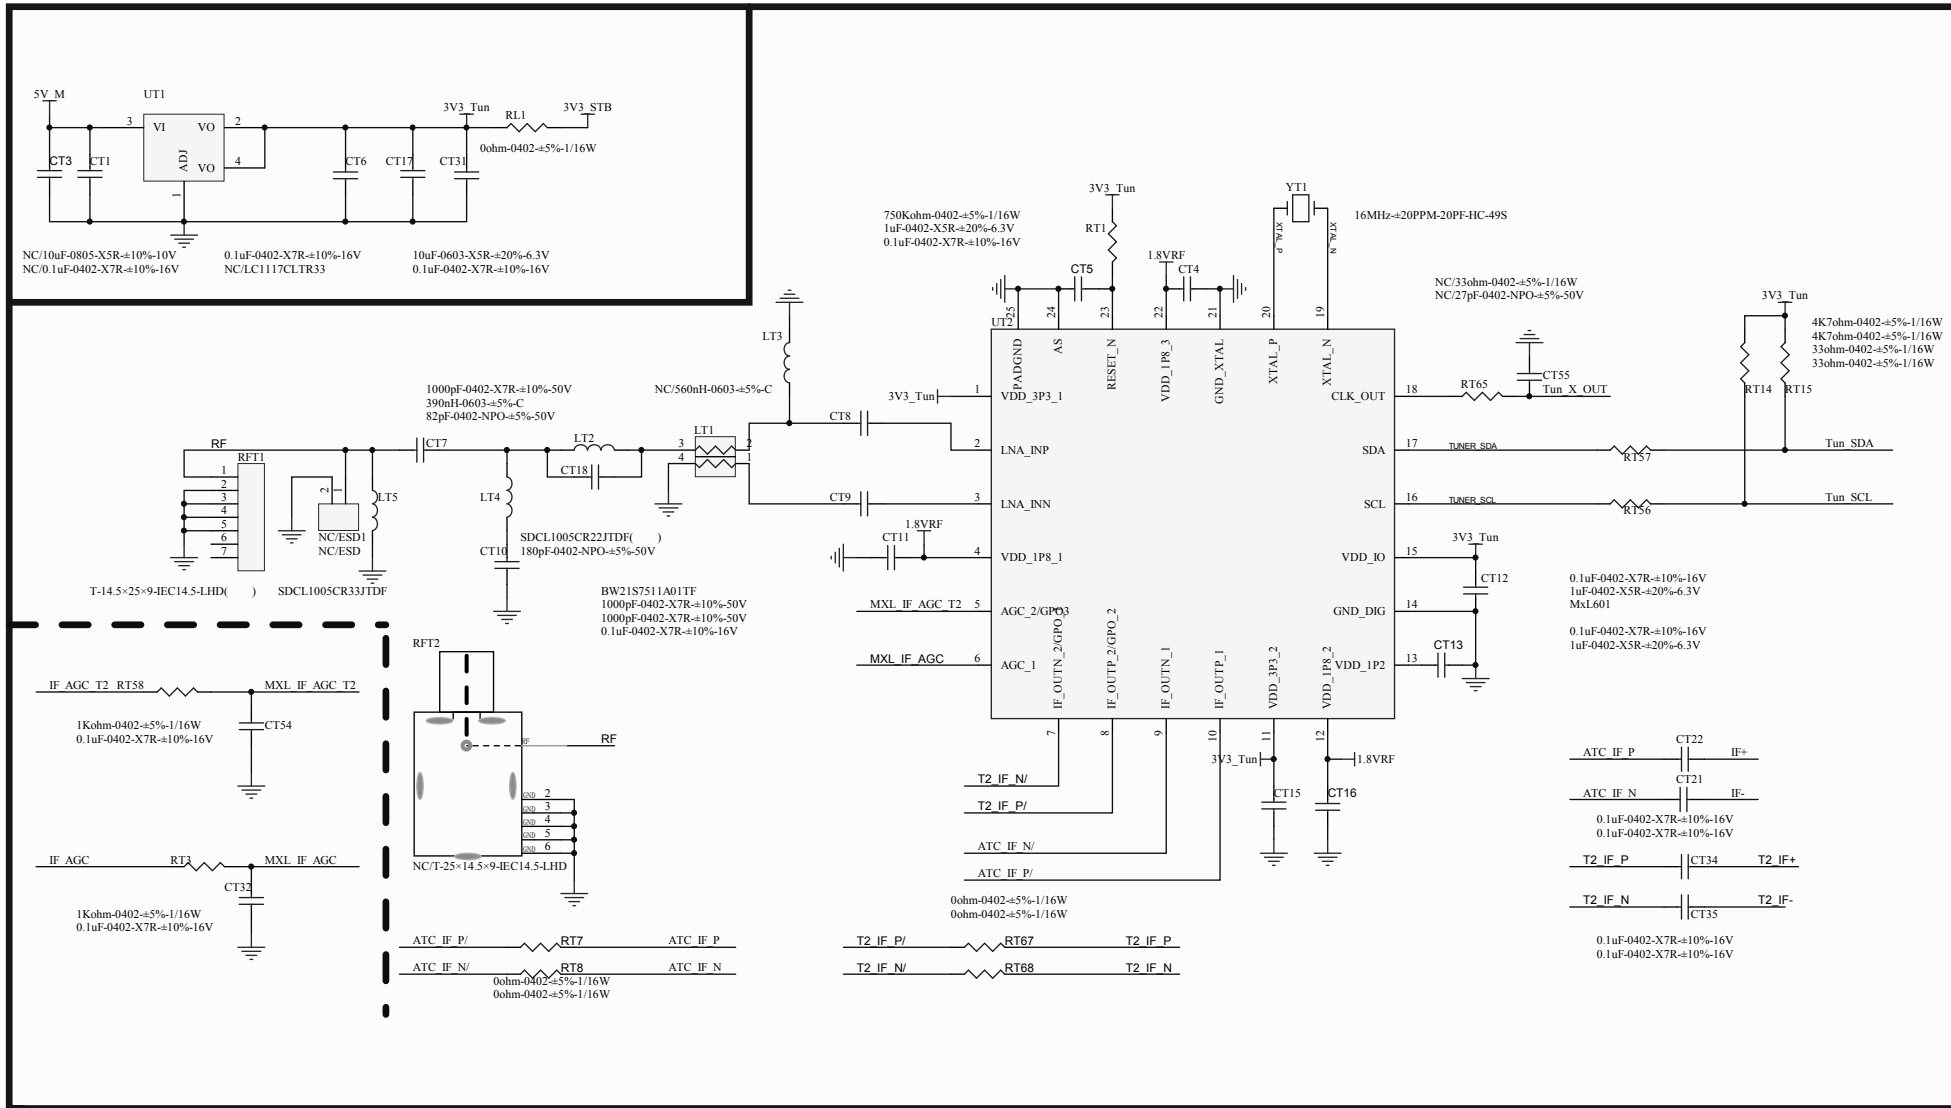 5V_M
UT1
3 VI VO 2
ADJ
VO 4
1
CT3
CT1
CT6
CT17
CT31
3V3_Tun
RL1
3V3_STB
0ohm-0402-±5%-1/16W
NC/10uF-0805-X5R-±10%-10V
NC/0.1uF-0402-X7R-±10%-16V
0.1uF-0402-X7R-±10%-16V
NC/LC1117CLTR33
10uF-0603-X5R-±20%-6.3V
0.1uF-0402-X7R-±10%-16V
750Kohm-0402-±5%-1/16W
1uF-0402-X5R-±20%-6.3V
0.1uF-0402-X7R-±10%-16V
3V3_Tun
RT1
CT5
1.8VRF
CT4
YT1
XTAL_P
XTAL_N
16MHz-±20PPM-20PF-HC-49S
NC/33ohm-0402-±5%-1/16W
NC/27pF-0402-NPO-±5%-50V
3V3_Tun
4K7ohm-0402-±5%-1/16W
4K7ohm-0402-±5%-1/16W
33ohm-0402-±5%-1/16W
33ohm-0402-±5%-1/16W
RT14
RT15
CT55
RT65
Tun_X_OUT
UT2
25 PADGND
24 AS
23 RESET_N
22 VDD_1P8_3
21 GND_XTAL
20 XTAL_P
19 XTAL_N
3V3_Tun
1 VDD_3P3_1
2 LNA_INP
3 LNA_INN
4 VDD_1P8_1
5 AGC_2/GPO3
6 AGC_1
CLK_OUT 18
SDA 17 TUNER_SDA
RT57
Tun_SDA
SCL 16 TUNER_SCL
RT56
Tun_SCL
VDD_IO 15
3V3_Tun
CT12
GND_DIG 14
VDD_1P2 13
CT13
IF_OUTN_2/GPO_1
IF_OUTP_2/GPO_2
IF_OUTN_1
IF_OUTP_1
VDD_3P3_2
VDD_1P8_2
7
8
9
10
11
12
3V3_Tun
1.8VRF
CT15
CT16
T2_IF_N/
T2_IF_P/
ATC_IF_N/
ATC_IF_P/
0.1uF-0402-X7R-±10%-16V
1uF-0402-X5R-±20%-6.3V
MxL601
0.1uF-0402-X7R-±10%-16V
1uF-0402-X5R-±20%-6.3V
LT3
NC/560nH-0603-±5%-C
1000pF-0402-X7R-±10%-50V
390nH-0603-±5%-C
82pF-0402-NPO-±5%-50V
CT8
CT9
LT1
3
4
2
1
LT2
CT18
CT7
RF
RFT1
1
2
3
4
5
6
7
2
1
NC/ESD1
NC/ESD
LT5
LT4
CT10
SDCL1005CR22JTDF( )
180pF-0402-NPO-±5%-50V
T-14.5×25×9-IEC14.5-LHD( )
SDCL1005CR33JTDF
BW21S7511A01TF
1000pF-0402-X7R-±10%-50V
1000pF-0402-X7R-±10%-50V
0.1uF-0402-X7R-±10%-16V
1.8VRF
CT11
MXL_IF_AGC_T2
MXL_IF_AGC
IF_AGC_T2 RT58
MXL_IF_AGC_T2
CT54
1Kohm-0402-±5%-1/16W
0.1uF-0402-X7R-±10%-16V
IF_AGC
RT3
MXL_IF_AGC
CT32
1Kohm-0402-±5%-1/16W
0.1uF-0402-X7R-±10%-16V
RFT2
RF
RF
GND 2
GND 3
GND 4
GND 5
GND 6
NC/T-25×14.5×9-IEC14.5-LHD
ATC_IF_P/ RT7 ATC_IF_P
ATC_IF_N/ RT8 ATC_IF_N
0ohm-0402-±5%-1/16W
0ohm-0402-±5%-1/16W
0ohm-0402-±5%-1/16W
0ohm-0402-±5%-1/16W
T2_IF_P/ RT67 T2_IF_P
T2_IF_N/ RT68 T2_IF_N
ATC_IF_P CT22 IF+
ATC_IF_N CT21 IF-
0.1uF-0402-X7R-±10%-16V
0.1uF-0402-X7R-±10%-16V
T2_IF_P CT34 T2_IF+
T2_IF_N CT35 T2_IF-
0.1uF-0402-X7R-±10%-16V
0.1uF-0402-X7R-±10%-16V